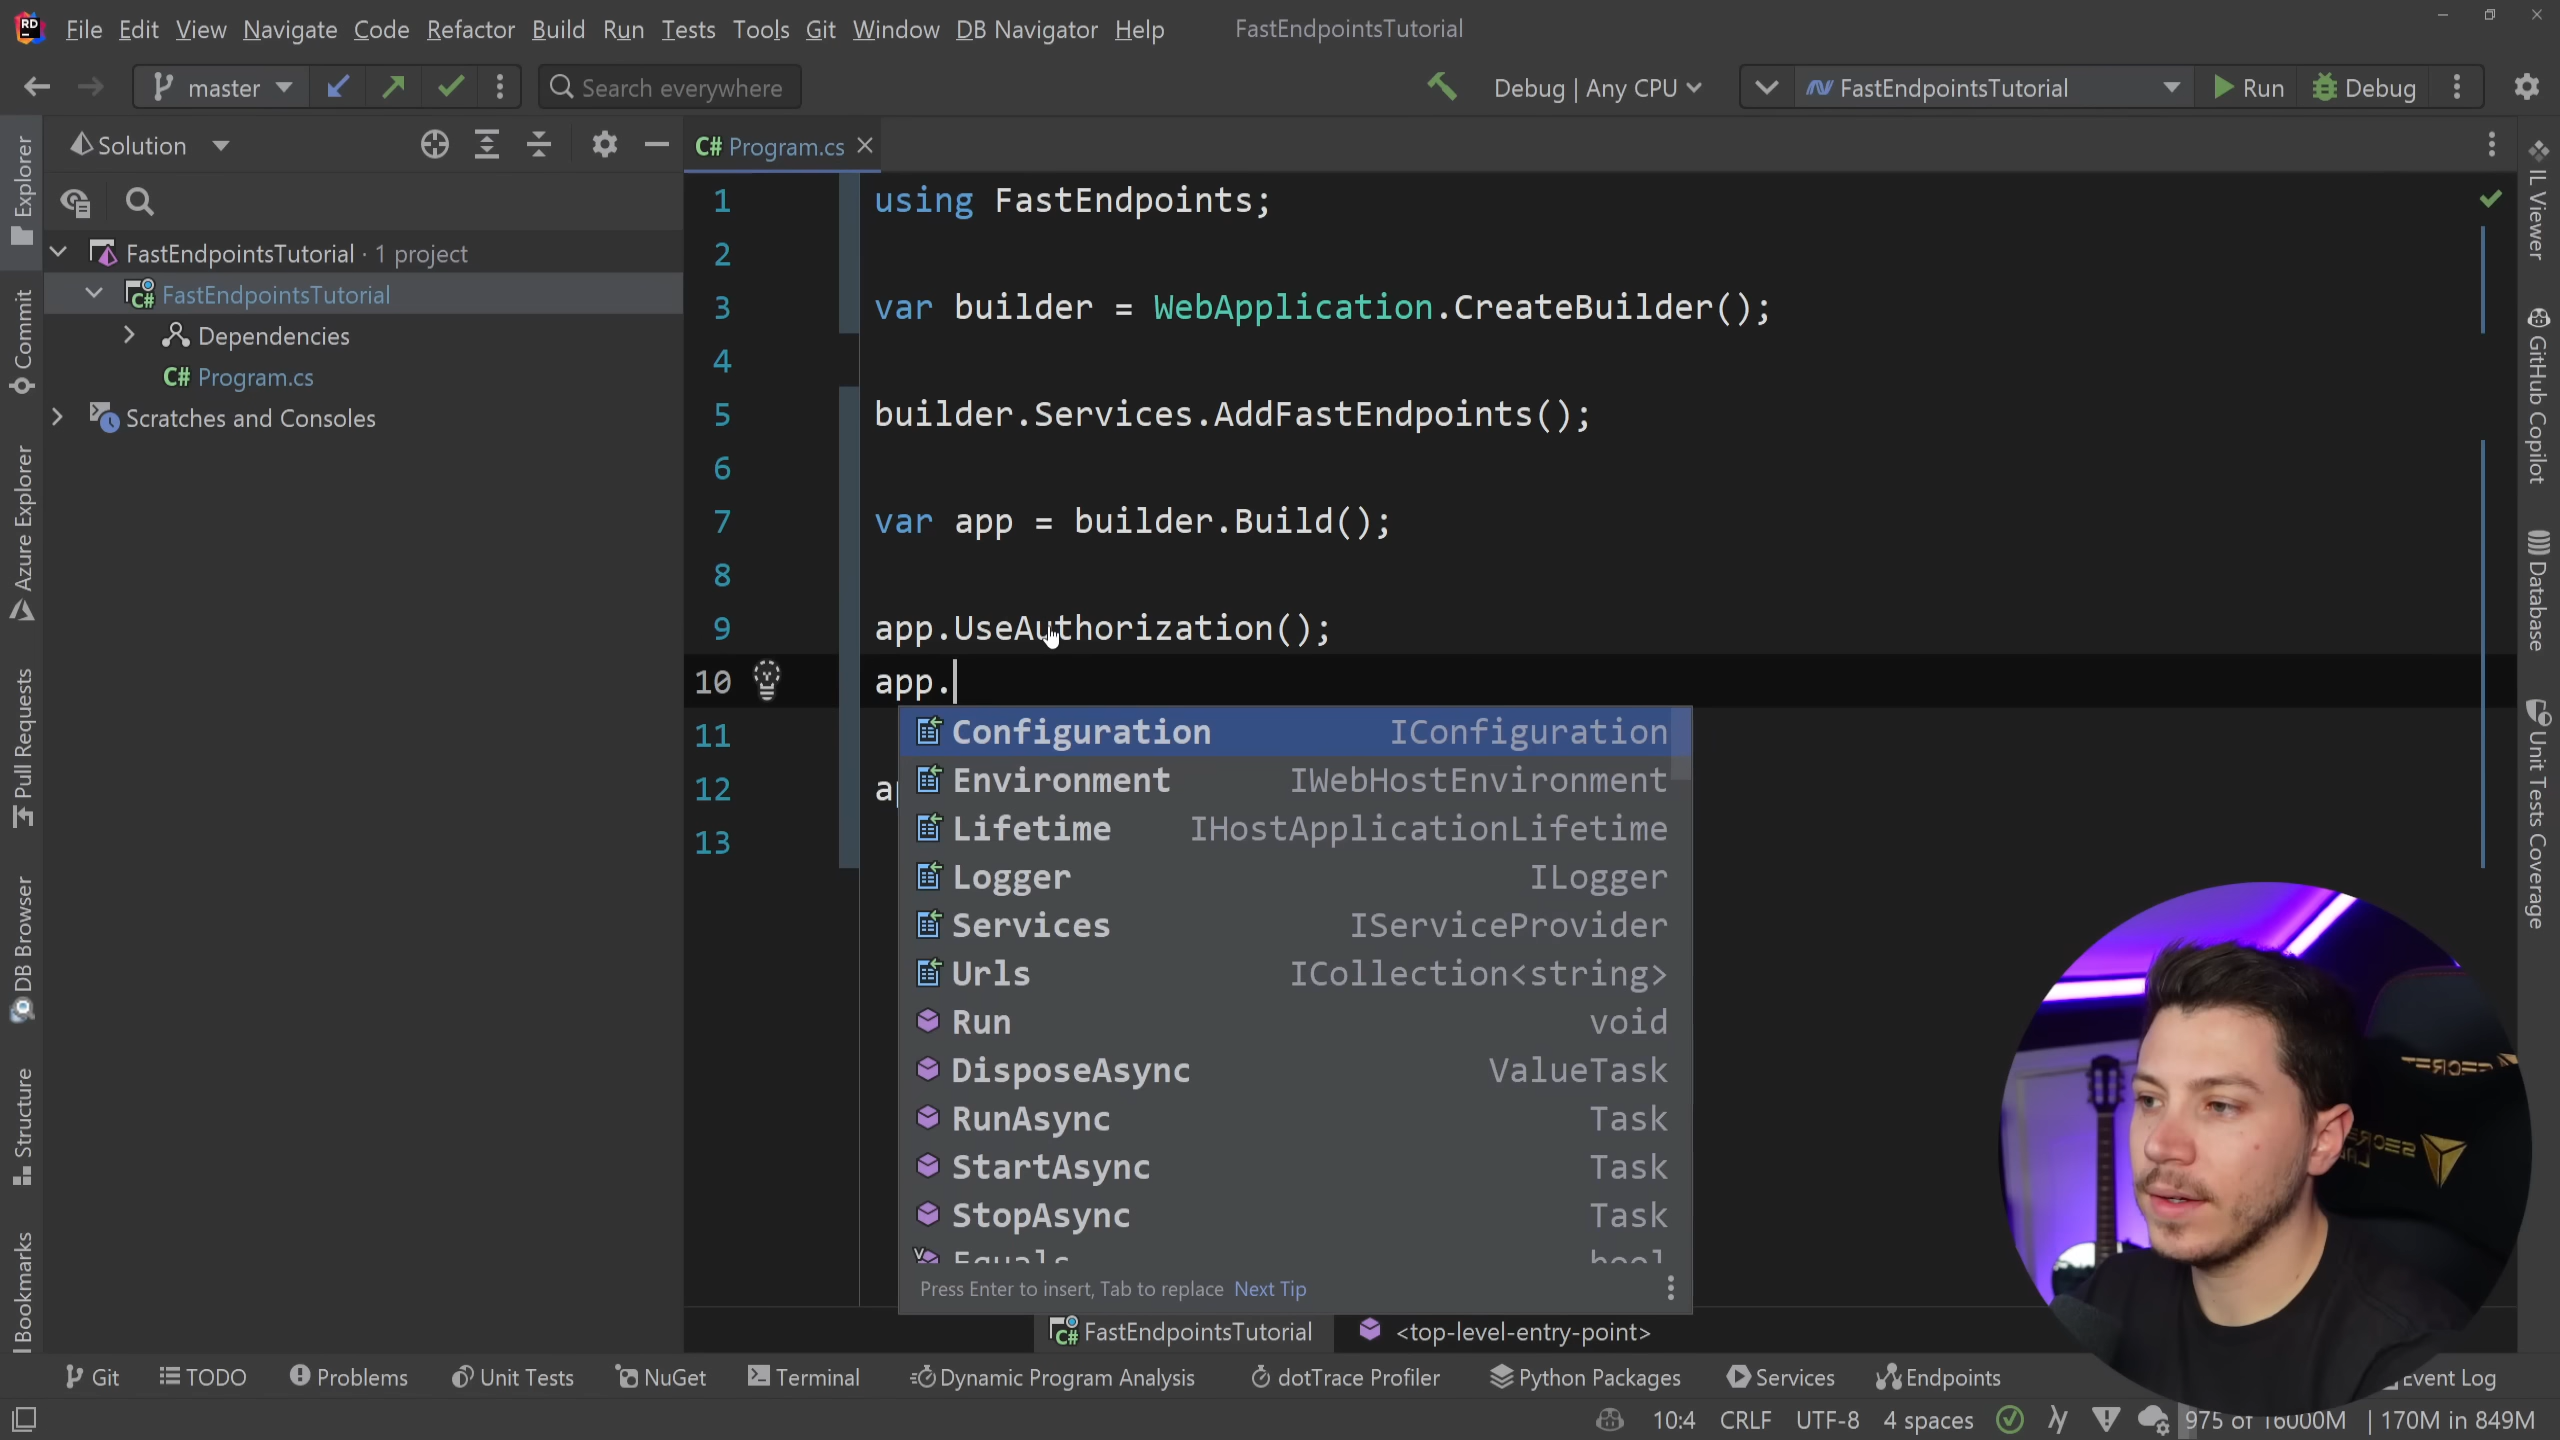 File Edit View Navigate Code Refactor Build Run Tests Tools Git Window DB Navigator Help FastEndpointsTutorial
master Search everywhere Debug | Any CPU FastEndpointsTutorial Run Debug
Solution
C# Program.cs
FastEndpointsTutorial · 1 project
FastEndpointsTutorial
Dependencies
C# Program.cs
Scratches and Consoles
Explorer
Commit
Azure Explorer
Pull Requests
DB Browser
Structure
Bookmarks
1 using FastEndpoints;
2
3 var builder = WebApplication.CreateBuilder();
4
5 builder.Services.AddFastEndpoints();
6
7 var app = builder.Build();
8
9 app.UseAuthorization();
10 app.
11
12
13
Configuration IConfiguration
Environment IWebHostEnvironment
Lifetime IHostApplicationLifetime
Logger ILogger
Services IServiceProvider
Urls ICollection<string>
Run void
DisposeAsync ValueTask
RunAsync Task
StartAsync Task
StopAsync Task
Equals bool
Press Enter to insert, Tab to replace Next Tip
IL Viewer
GitHub Copilot
Database
Unit Tests Coverage
FastEndpointsTutorial <top-level-entry-point>
Git TODO Problems Unit Tests NuGet Terminal Dynamic Program Analysis dotTrace Profiler Python Packages Services Endpoints Event Log
10:4 CRLF UTF-8 4 spaces 975 of 16000M 170M in 849M